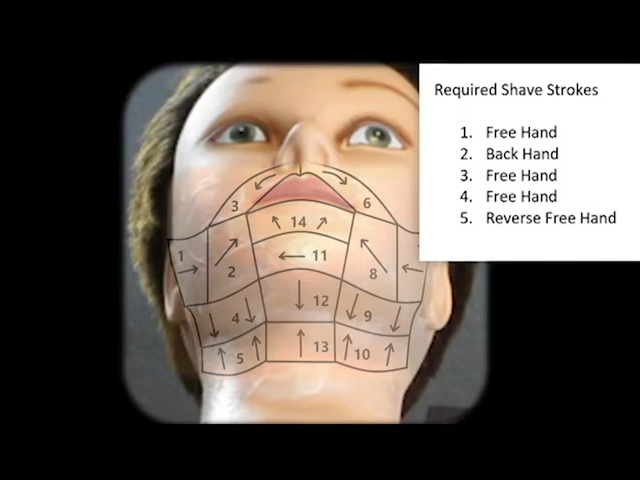 Required Shave Strokes
1. Free Hand
2. Back Hand
3. Free Hand
4. Free Hand
5. Reverse Free Hand
3 6
14
1 11
2 8
12
4 9
13
5 10